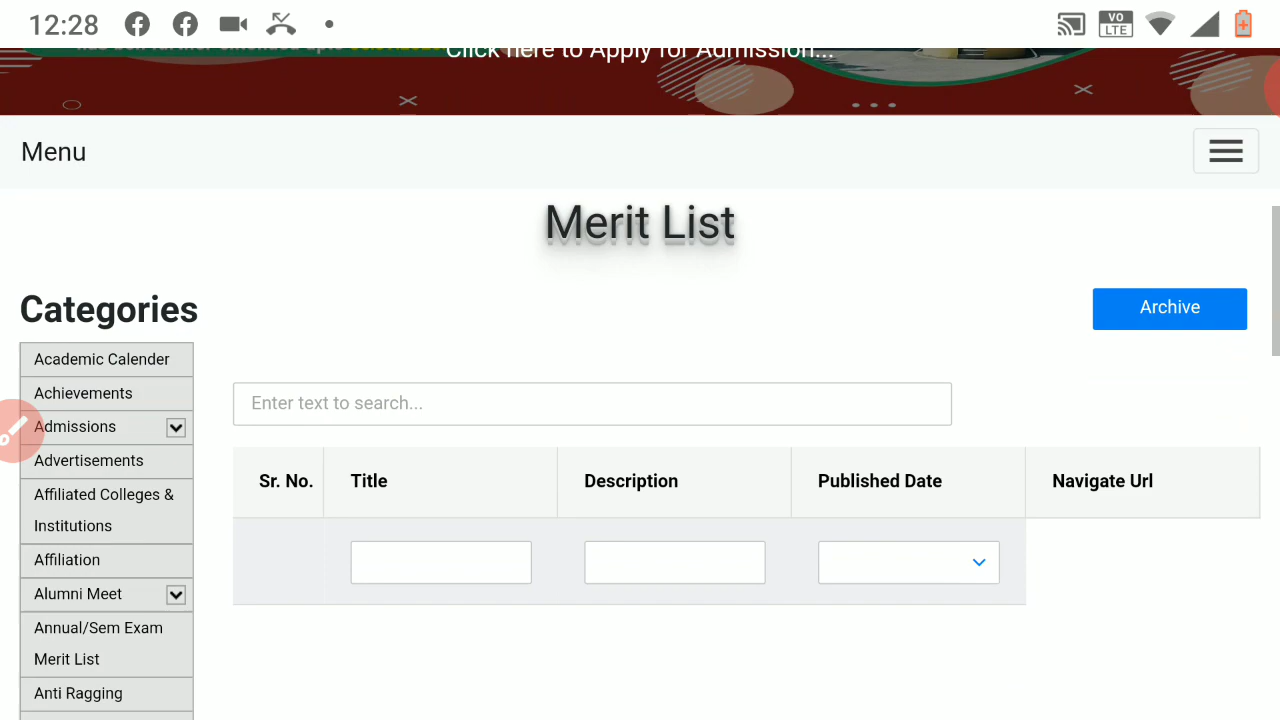 12:28
VO
LTE
Click here to Apply for Admission...
Menu
Merit List
Categories
Archive
Academic Calender
Achievements
Admissions
Advertisements
Affiliated Colleges &
Institutions
Affiliation
Alumni Meet
Annual/Sem Exam
Merit List
Anti Ragging
Enter text to search...
Sr. No.
Title
Description
Published Date
Navigate Url